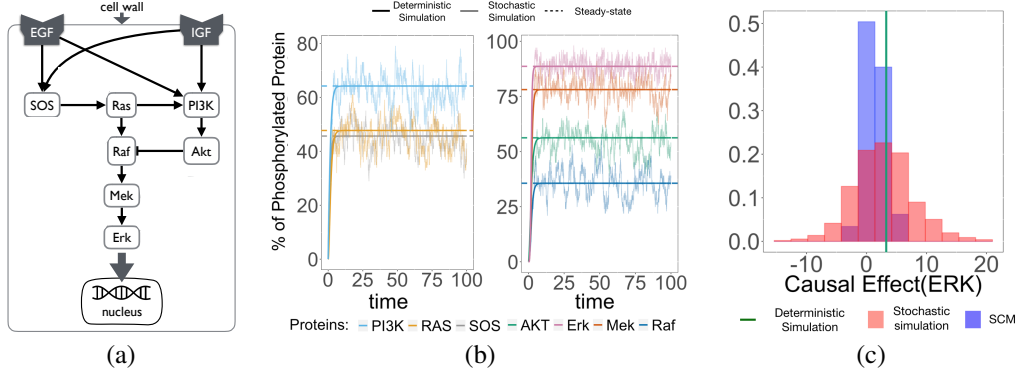 cell wall
EGF
IGF
SOS
Ras
PI3K
Raf
Akt
Mek
Erk
nucleus
(a)
Deterministic
Simulation
Stochastic
Simulation
Steady-state
% of Phosphorylated Protein
80
60
40
20
0
0 25 50 75 100
time
100
75
50
25
0
0 25 50 75 100
time
Proteins: PI3K RAS SOS AKT Erk Mek Raf
(b)
0.5
0.4
0.3
0.2
0.1
0.0
-10 0 10 20
Causal Effect(ERK)
Deterministic
Simulation
Stochastic
simulation
SCM
(c)